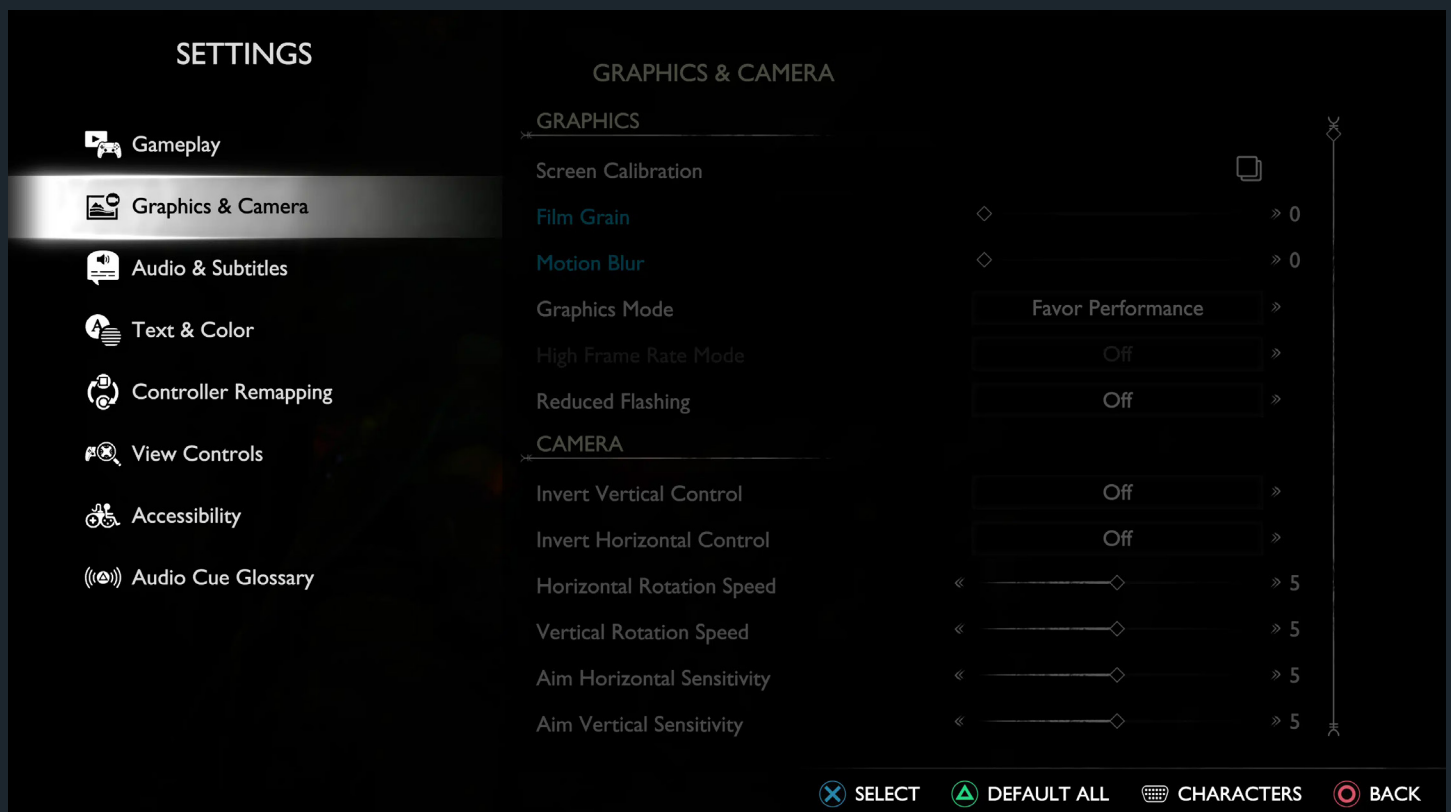 SETTINGS
Gameplay
Graphics & Camera
Audio & Subtitles
Text & Color
Controller Remapping
View Controls
Accessibility
Audio Cue Glossary
GRAPHICS & CAMERA
GRAPHICS
Screen Calibration
Film Grain 0
Motion Blur 0
Graphics Mode Favor Performance
High Frame Rate Mode Off
Reduced Flashing Off
CAMERA
Invert Vertical Control Off
Invert Horizontal Control Off
Horizontal Rotation Speed 5
Vertical Rotation Speed 5
Aim Horizontal Sensitivity 5
Aim Vertical Sensitivity 5
SELECT DEFAULT ALL CHARACTERS BACK